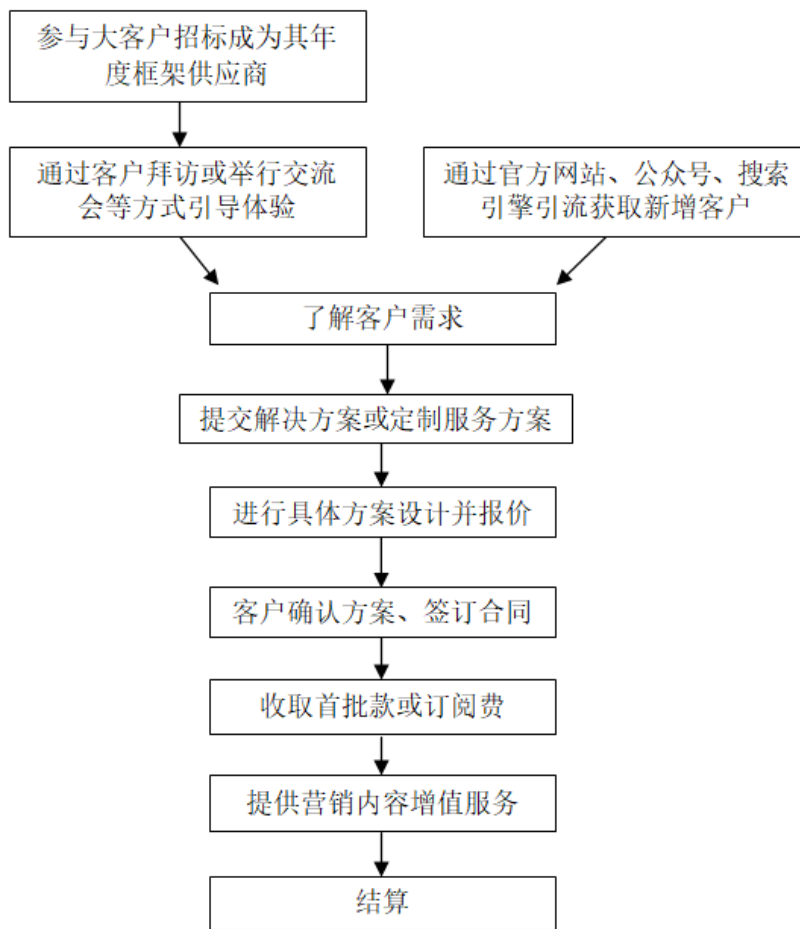 参与大客户招标成为其年
度框架供应商
通过客户拜访或举行交流
会等方式引导体验
通过官方网站、公众号、搜索
引擎引流获取新增客户
了解客户需求
提交解决方案或定制服务方案
进行具体方案设计并报价
客户确认方案、签订合同
收取首批款或订阅费
提供营销内容增值服务
结算